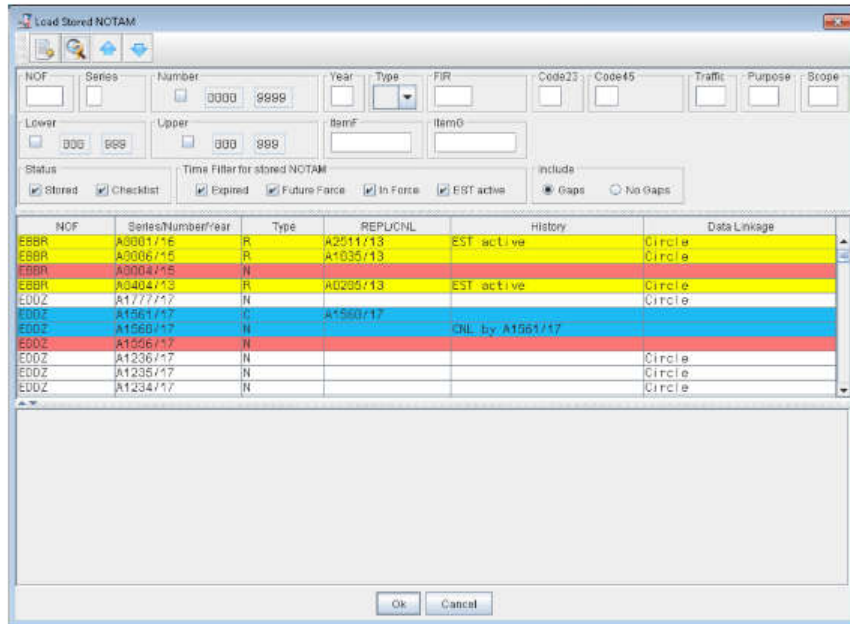 Load Stored NOTAM
NOF Series Number Year Type FIR Code23 Code45 Traffic Purpose Scope
0000 9999
Lower Upper ItemF ItemG
000 999 000 999
Status Time Filter for stored NOTAM Include
Stored Checklist Expired Future Force In Force EST active Gaps No Gaps
NOF Series/Number/Year Type REPL/CNL History Data Linkage
EBBR A0001/16 R A2511/13 EST active Circle
EBBR A0006/15 R A1035/13 Circle
EBBR A0004/15 N
EBBR A0404/13 R A0285/13 EST active Circle
EDDZ A1777/17 N Circle
EDDZ A1561/17 C A1560/17
EDDZ A1560/17 N CNL by A1561/17
EDDZ A1556/17 N
EDDZ A1236/17 N Circle
EDDZ A1235/17 N Circle
EDDZ A1234/17 N Circle
Ok Cancel